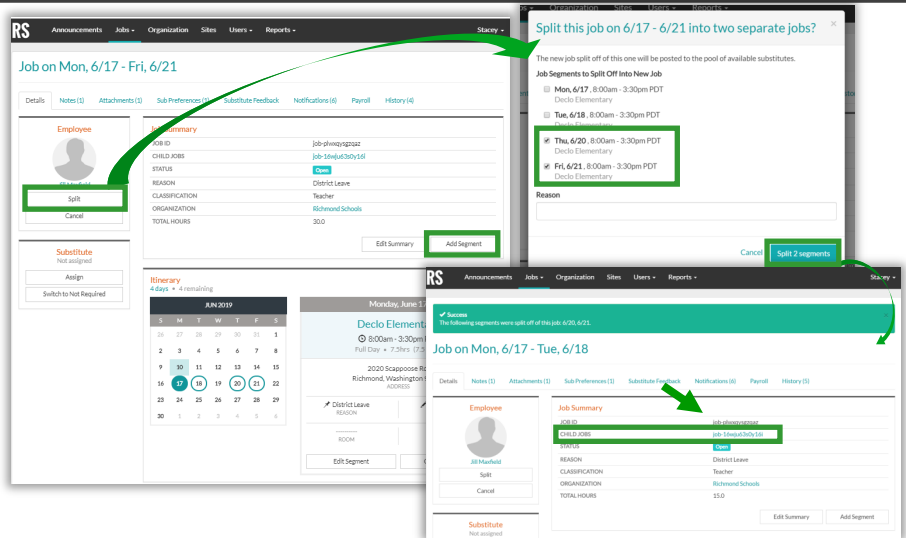 RS Announcements Jobs Organization Sites Users Reports Stacey
Job on Mon, 6/17 - Fri, 6/21
Details Notes (1) Attachments (1) Sub Preferences (1) Substitute Feedback Notifications (6) Payroll History (4)
Employee
Split
Cancel
Substitute
Not assigned
Assign
Switch to Not Required
Job Summary
JOB ID job-plwxqysgzqaz
CHILD JOBS job-16wju63s0y16i
STATUS Open
REASON District Leave
CLASSIFICATION Teacher
ORGANIZATION Richmond Schools
TOTAL HOURS 30.0
Edit Summary Add Segment
Itinerary
4 days • 4 remaining
JUN 2019
S M T W T F S
26 27 28 29 30 31 1
2 3 4 5 6 7 8
9 10 11 12 13 14 15
16 17 18 19 20 21 22
23 24 25 26 27 28 29
30 1 2 3 4 5 6
Monday, June 17
Declo Elementa
8:00am - 3:30pm
Full Day • 7.5hrs (7.5
2020 Scappoose Rd
Richmond, Washington
ADDRESS
District Leave
REASON
ROOM
Edit Segment
Organization Sites Users Reports
Split this job on 6/17 - 6/21 into two separate jobs? ×
The new job split off of this one will be posted to the pool of available substitutes.
Job Segments to Split Off Into New Job
Mon, 6/17 , 8:00am - 3:30pm PDT
Declo Elementary
Tue, 6/18 , 8:00am - 3:30pm PDT
Declo Elementary
Thu, 6/20 , 8:00am - 3:30pm PDT
Declo Elementary
Fri, 6/21 , 8:00am - 3:30pm PDT
Declo Elementary
Reason
Cancel Split 2 segments
RS Announcements Jobs Organization Sites Users Reports Stacey
Success
The following segments were split off of this job: 6/20, 6/21.
Job on Mon, 6/17 - Tue, 6/18
Details Notes (1) Attachments (1) Sub Preferences (1) Substitute Feedback Notifications (6) Payroll History (5)
Employee
Jill Maxfield
Split
Cancel
Substitute
Not assigned
Job Summary
JOB ID job-plwxqysgzqaz
CHILD JOBS job-16wju63s0y16i
STATUS Open
REASON District Leave
CLASSIFICATION Teacher
ORGANIZATION Richmond Schools
TOTAL HOURS 15.0
Edit Summary Add Segment